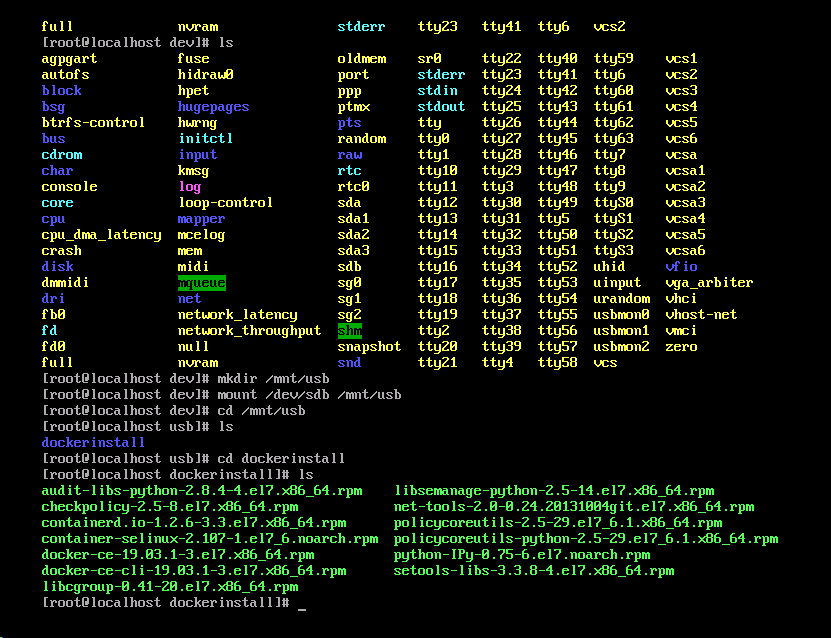 full nvram stderr tty23 tty41 tty6 vcs2
[root@localhost dev]# ls
agpgart fuse oldmem sr0 tty22 tty40 tty59 vcs1
autofs hidraw0 port stderr tty23 tty41 tty6 vcs2
block hpet ppp stdin tty24 tty42 tty60 vcs3
bsg hugepages ptmx stdout tty25 tty43 tty61 vcs4
btrfs-control hwrng pts tty tty26 tty44 tty62 vcs5
bus initctl random tty0 tty27 tty45 tty63 vcs6
cdrom input raw tty1 tty28 tty46 tty7 vcsa
char kmsg rtc tty10 tty29 tty47 tty8 vcsa1
console log rtc0 tty11 tty3 tty48 tty9 vcsa2
core loop-control sda tty12 tty30 tty49 ttyS0 vcsa3
cpu mapper sda1 tty13 tty31 tty5 ttyS1 vcsa4
cpu_dma_latency mcelog sda2 tty14 tty32 tty50 ttyS2 vcsa5
crash mem sda3 tty15 tty33 tty51 ttyS3 vcsa6
disk midi sdb tty16 tty34 tty52 uhid vfio
dmmidi mqueue sg0 tty17 tty35 tty53 uinput vga_arbiter
dri net sg1 tty18 tty36 tty54 urandom vhci
fb0 network_latency sg2 tty19 tty37 tty55 usbmon0 vhost-net
fd network_throughput shm tty2 tty38 tty56 usbmon1 vmci
fd0 null snapshot tty20 tty39 tty57 usbmon2 zero
full nvram snd tty21 tty4 tty58 vcs
[root@localhost dev]# mkdir /mnt/usb
[root@localhost dev]# mount /dev/sdb /mnt/usb
[root@localhost dev]# cd /mnt/usb
[root@localhost usb]# ls
dockerinstall
[root@localhost usb]# cd dockerinstall
[root@localhost dockerinstall]# ls
audit-libs-python-2.8.4-4.el7.x86_64.rpm libsemanage-python-2.5-14.el7.x86_64.rpm
checkpolicy-2.5-8.el7.x86_64.rpm net-tools-2.0-0.24.20131004git.el7.x86_64.rpm
containerd.io-1.2.6-3.3.el7.x86_64.rpm policycoreutils-2.5-29.el7_6.1.x86_64.rpm
container-selinux-2.107-1.el7_6.noarch.rpm policycoreutils-python-2.5-29.el7_6.1.x86_64.rpm
docker-ce-19.03.1-3.el7.x86_64.rpm python-IPy-0.75-6.el7.noarch.rpm
docker-ce-cli-19.03.1-3.el7.x86_64.rpm setools-libs-3.3.8-4.el7.x86_64.rpm
libcgroup-0.41-20.el7.x86_64.rpm
[root@localhost dockerinstall]# _